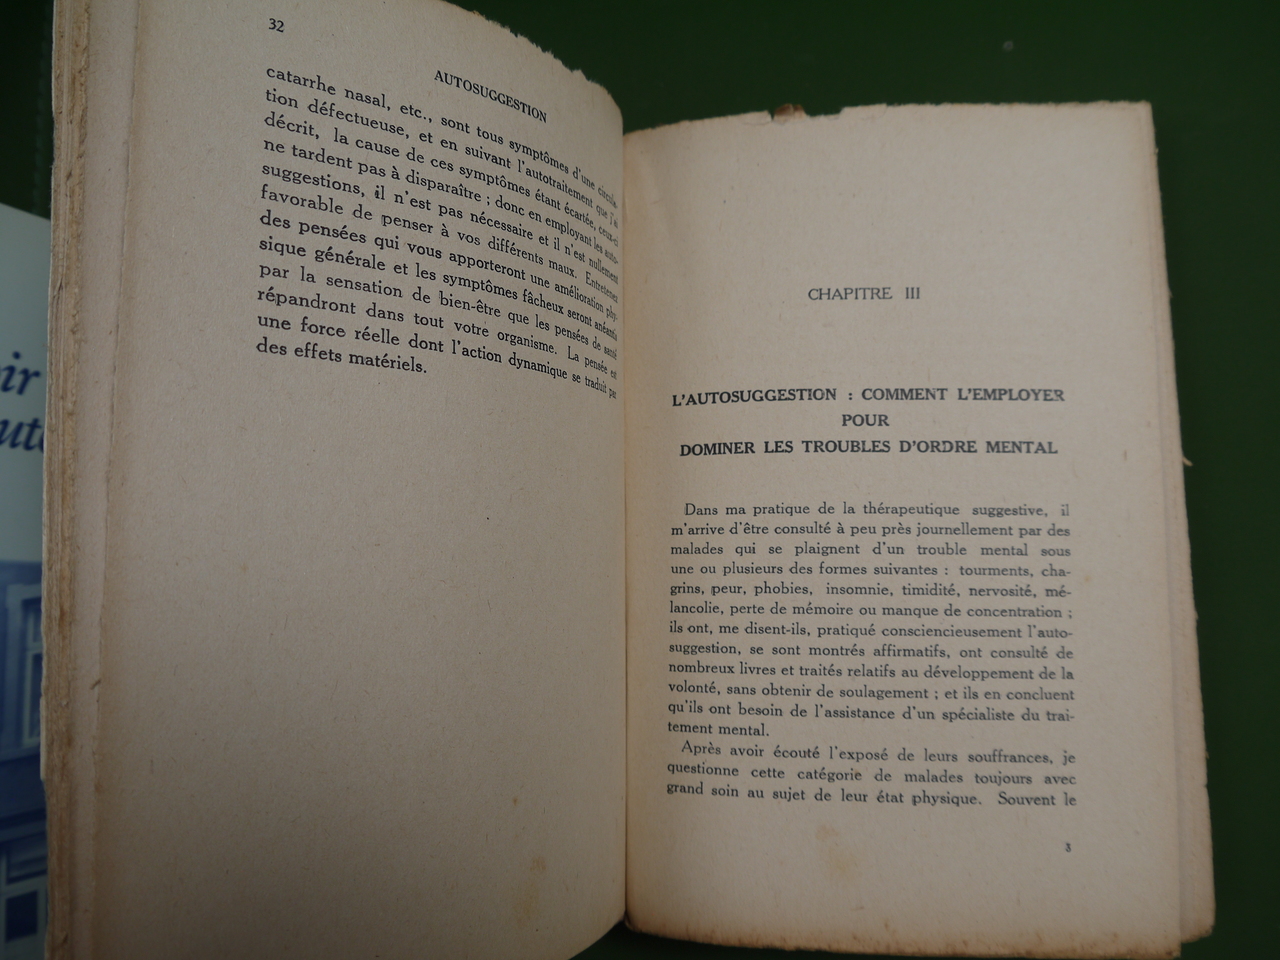 ir
uto
32
AUTOSUGGESTION
catarrhe nasal, etc., sont tous symptômes d'une circula-
tion défectueuse, et en suivant l'autotraitement que j'ai
décrit, la cause de ces symptômes étant écartée, ceux-ci
ne tardent pas à disparaître ; donc en employant les auto-
suggestions, il n'est pas nécessaire et il n'est nullement
favorable de penser à vos différents maux. Entretenez
des pensées qui vous apporteront une amélioration phy-
sique générale et les symptômes fâcheux seront anéantis
par la sensation de bien-être que les pensées de santé
répandront dans tout votre organisme. La pensée est
une force réelle dont l'action dynamique se traduit par
des effets matériels.
CHAPITRE III
L'AUTOSUGGESTION : COMMENT L'EMPLOYER
POUR
DOMINER LES TROUBLES D'ORDRE MENTAL
Dans ma pratique de la thérapeutique suggestive, il
m'arrive d'être consulté à peu près journellement par des
malades qui se plaignent d'un trouble mental sous
une ou plusieurs des formes suivantes : tourments, cha-
grins, peur, phobies, insomnie, timidité, nervosité, mé-
lancolie, perte de mémoire ou manque de concentration ;
ils ont, me disent-ils, pratiqué consciencieusement l'auto-
suggestion, se sont montrés affirmatifs, ont consulté de
nombreux livres et traités relatifs au développement de la
volonté, sans obtenir de soulagement ; et ils en concluent
qu'ils ont besoin de l'assistance d'un spécialiste du trai-
tement mental.
Après avoir écouté l'exposé de leurs souffrances, je
questionne cette catégorie de malades toujours avec
grand soin au sujet de leur état physique. Souvent le
3